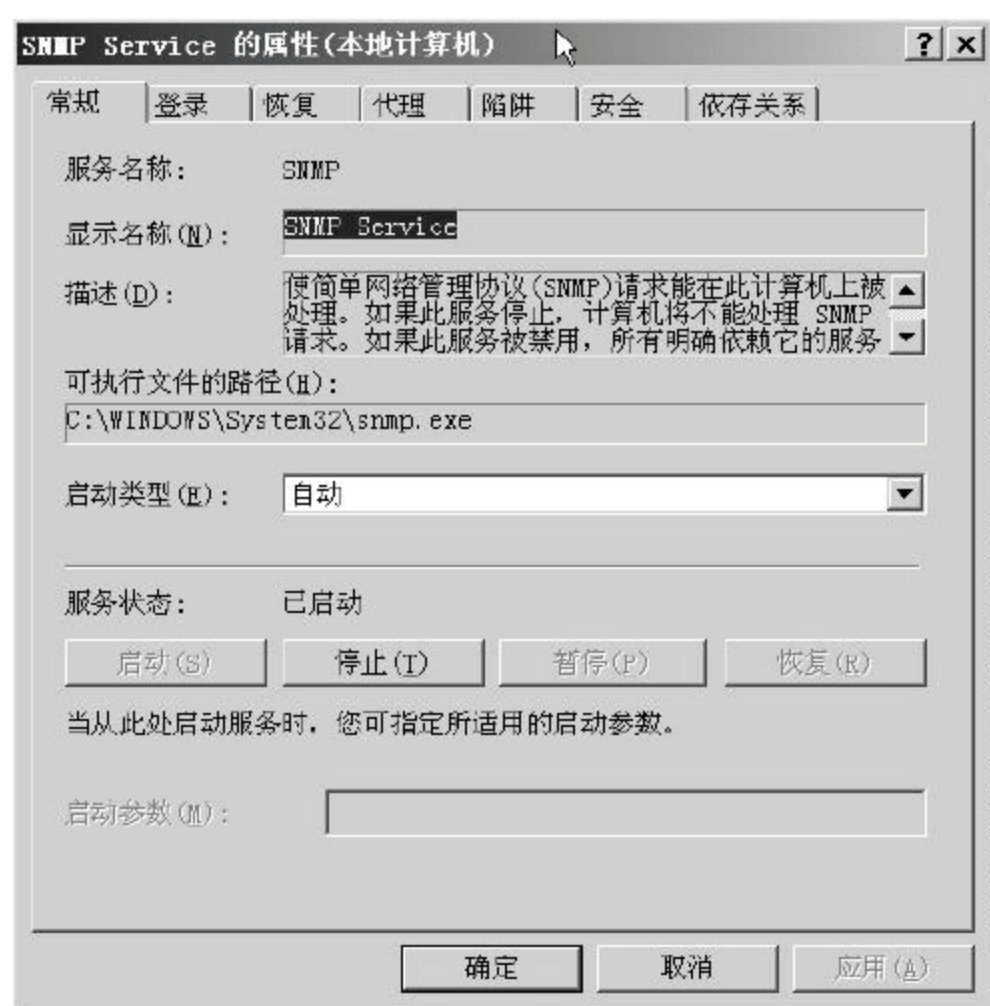 SNMP Service 的属性(本地计算机)
常规 登录 恢复 代理 陷阱 安全 依存关系
服务名称: SNMP
显示名称(N): SNMP Service
描述(D): 使简单网络管理协议(SNMP)请求能在此计算机上被
处理。如果此服务停止,计算机将不能处理 SNMP
请求。如果此服务被禁用,所有明确依赖它的服务
可执行文件的路径(H):
C:\WINDOWS\System32\snmp.exe
启动类型(E): 自动
服务状态: 已启动
启动(S) 停止(T) 暂停(P) 恢复(R)
当从此处启动服务时,您可指定所适用的启动参数。
启动参数(M):
确定 取消 应用(A)